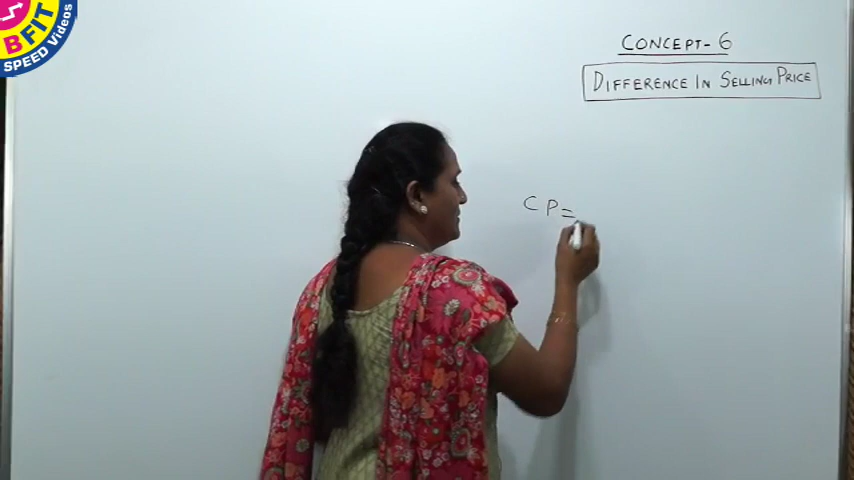 BFIT
SPEED Videos
CONCEPT-6
DIFFERENCE IN SELLING PRICE
CP=